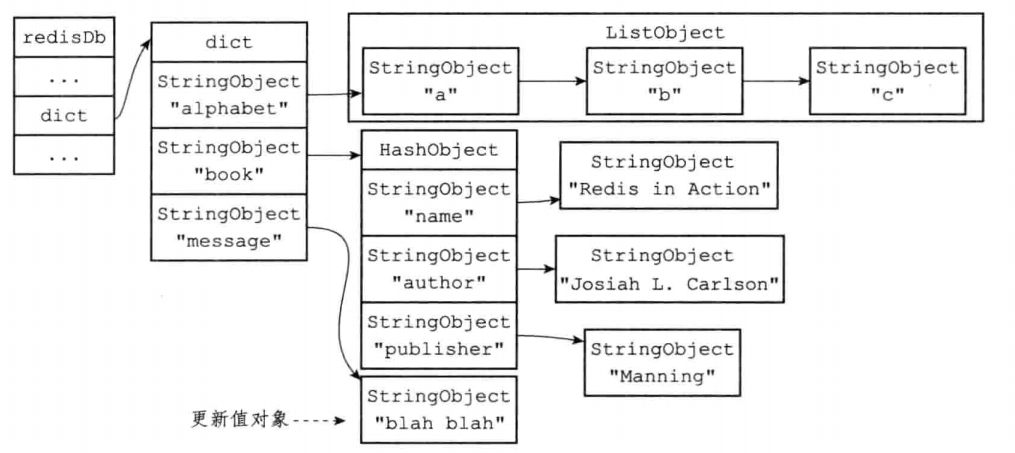 redisDb
...
dict
...
dict
StringObject
"alphabet"
StringObject
"book"
StringObject
"message"
ListObject
StringObject
"a"
StringObject
"b"
StringObject
"c"
HashObject
StringObject
"name"
StringObject
"author"
StringObject
"publisher"
StringObject
"Redis in Action"
StringObject
"Josiah L. Carlson"
StringObject
"Manning"
更新值对象
StringObject
"blah blah"